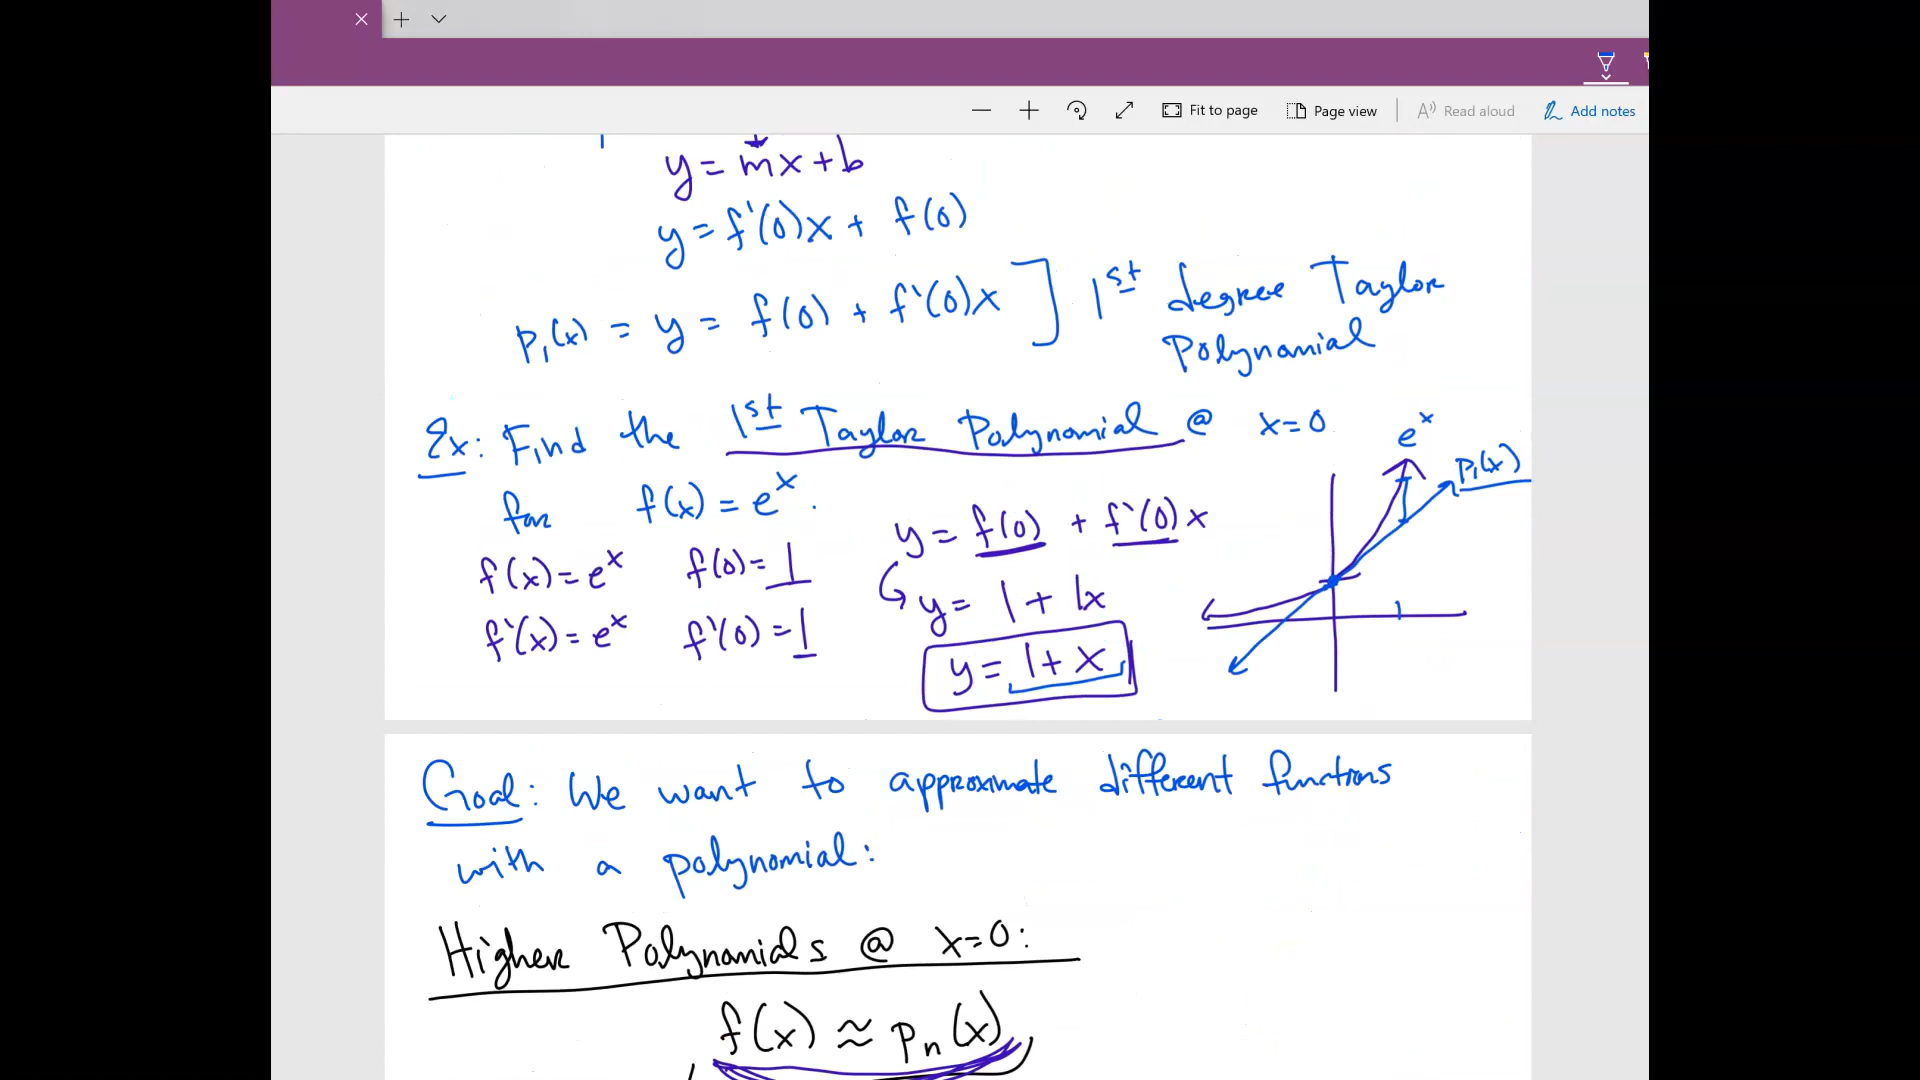 Fit to page
Page view
Read aloud
Add notes
y = mx + b
y = f'(0)x + f(0)
p₁(x) = y = f(0) + f'(0)x ] 1st degree Taylor
Polynomial
Ex: Find the 1st Taylor Polynomial @ x=0
for f(x) = eˣ.
f(x) = eˣ f(0) = 1
f'(x) = eˣ f'(0) = 1
y = f(0) + f'(0)x
y = 1 + 1x
y = 1 + x
eˣ
p₁(x)
Goal: We want to approximate different functions
with a polynomial:
Higher Polynomials @ x=0:
f(x) ≈ pₙ(x)